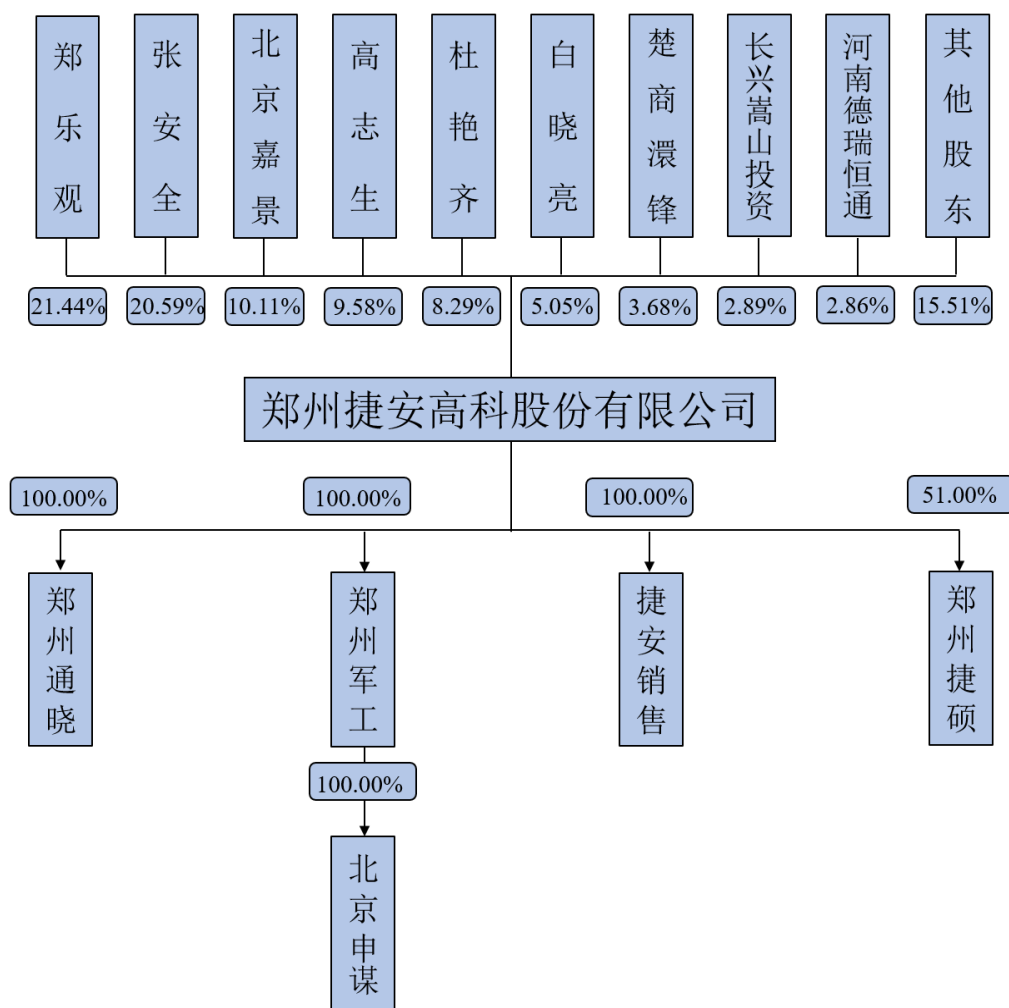 郑乐观
张安全
北京嘉景
高志生
杜艳齐
白晓亮
楚商澴锋
长兴嵩山投资
河南德瑞恒通
其他股东
21.44%
20.59%
10.11%
9.58%
8.29%
5.05%
3.68%
2.89%
2.86%
15.51%
郑州捷安高科股份有限公司
100.00%
100.00%
100.00%
51.00%
郑州通晓
郑州军工
捷安销售
郑州捷硕
100.00%
北京申谋